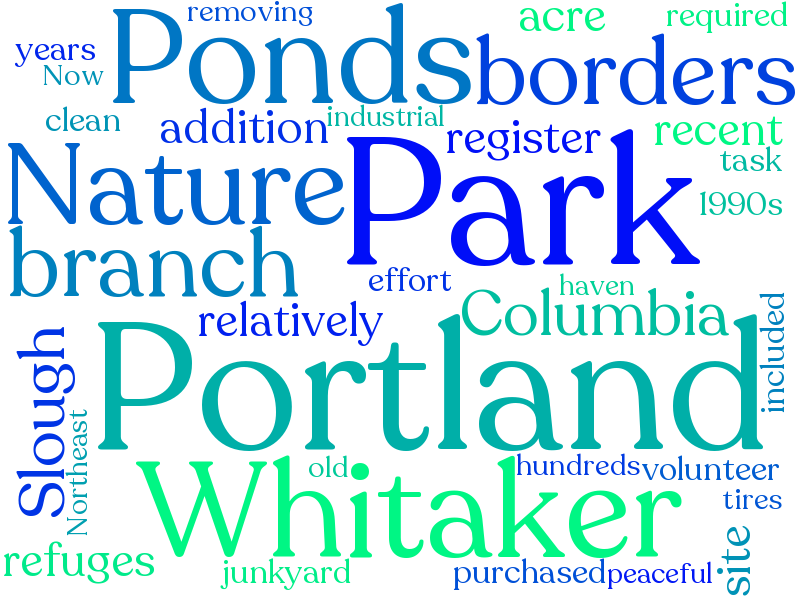 removing
acre
required
years
Ponds
borders
Now
clean
addition
industrial
register
recent
task
Nature
Park
1990s
branch
effort
haven
relatively
Columbia
included
Slough
Portland
Northeast
old
Whitaker
hundreds
volunteer
tires
refuges
junkyard
purchased
peaceful
site